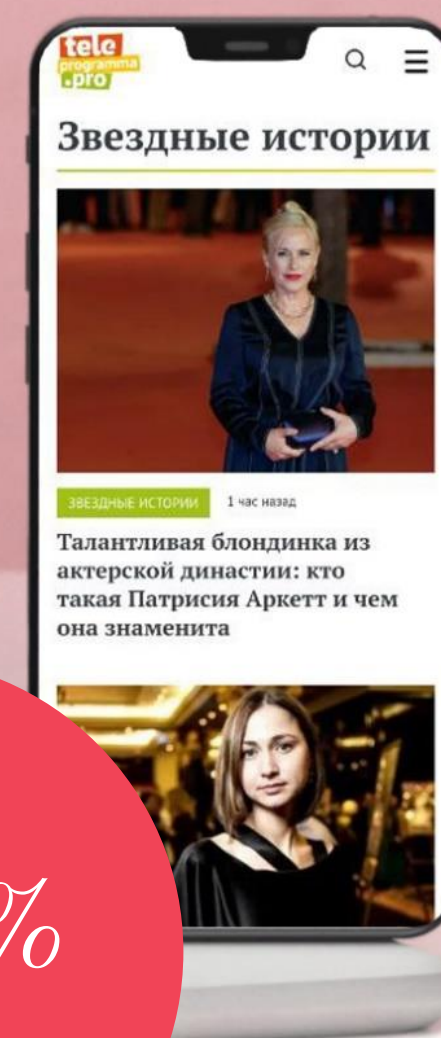 tele
programma
.pro
Звездные истории
ЗВЕЗДНЫЕ ИСТОРИИ 1 час назад
Талантливая блондинка из
актерской династии: кто
такая Патрисия Аркетт и чем
она знаменита
%